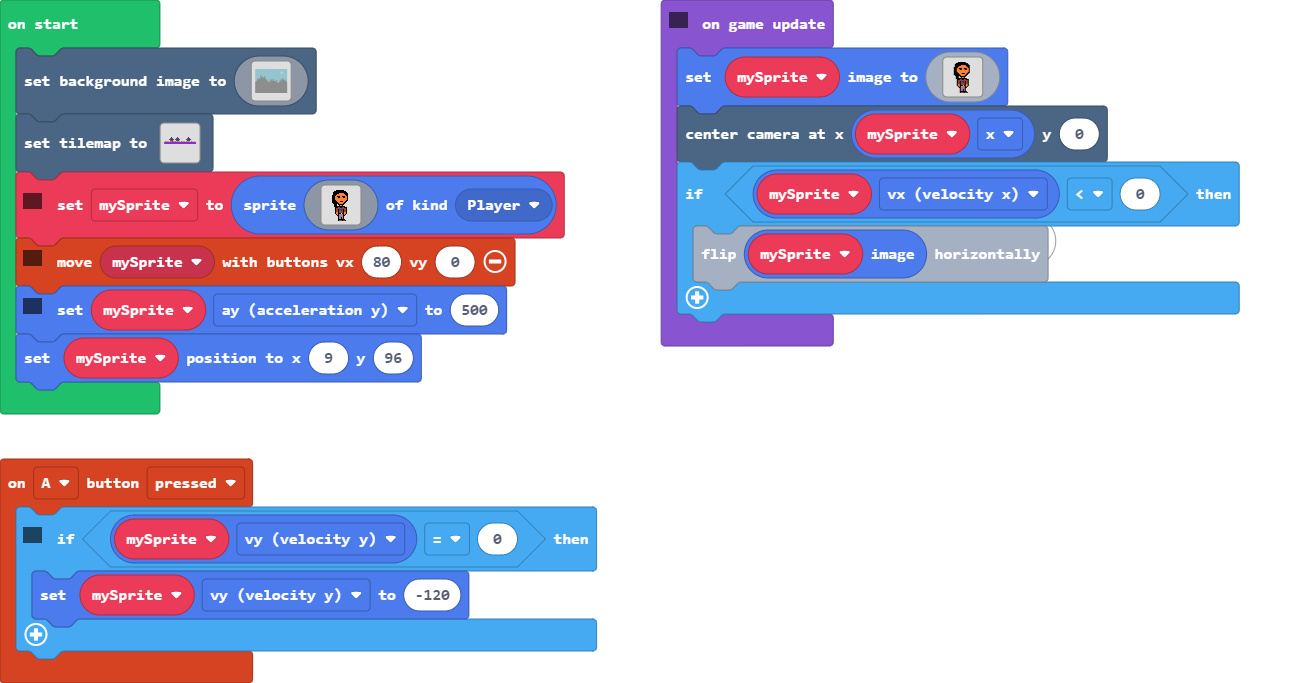 on start
set background image to
set tilemap to
set mySprite to sprite of kind Player
move mySprite with buttons vx 80 vy 0
set mySprite ay (acceleration y) to 500
set mySprite position to x 9 y 96
on game update
set mySprite image to
center camera at x mySprite x y 0
if mySprite vx (velocity x) < 0 then
flip mySprite image horizontally
on A button pressed
if mySprite vy (velocity y) = 0 then
set mySprite vy (velocity y) to -120